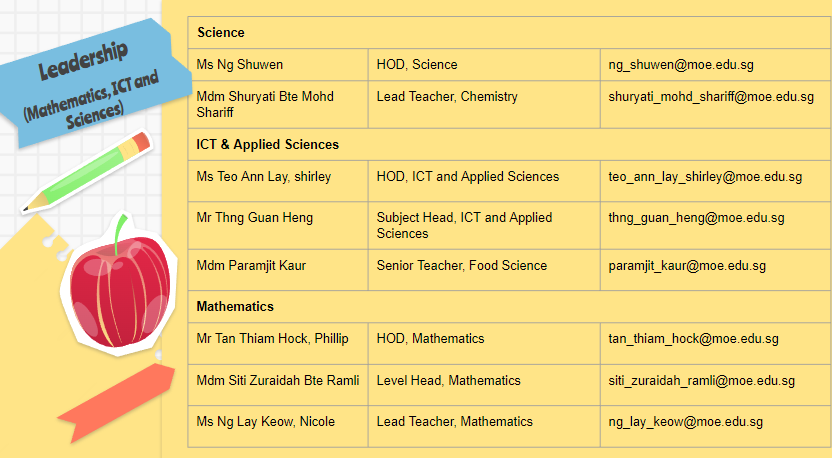 Leadership
(Mathematics, ICT and
Sciences)
Science
Ms Ng Shuwen HOD, Science ng_shuwen@moe.edu.sg
Mdm Shuryati Bte Mohd Shariff Lead Teacher, Chemistry shuryati_mohd_shariff@moe.edu.sg
ICT & Applied Sciences
Ms Teo Ann Lay, shirley HOD, ICT and Applied Sciences teo_ann_lay_shirley@moe.edu.sg
Mr Thng Guan Heng Subject Head, ICT and Applied Sciences thng_guan_heng@moe.edu.sg
Mdm Paramjit Kaur Senior Teacher, Food Science paramjit_kaur@moe.edu.sg
Mathematics
Mr Tan Thiam Hock, Phillip HOD, Mathematics tan_thiam_hock@moe.edu.sg
Mdm Siti Zuraidah Bte Ramli Level Head, Mathematics siti_zuraidah_ramli@moe.edu.sg
Ms Ng Lay Keow, Nicole Lead Teacher, Mathematics ng_lay_keow@moe.edu.sg